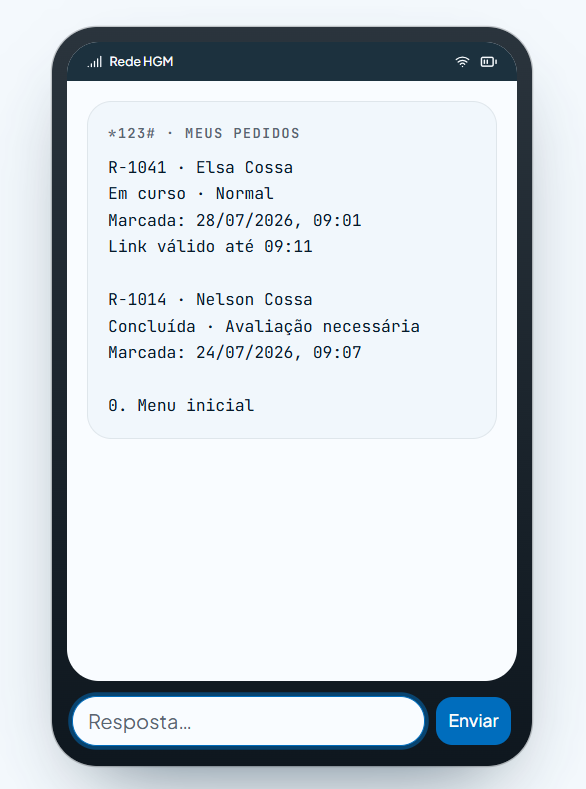 Rede HGM
*123# · MEUS PEDIDOS
R-1041 · Elsa Cossa
Em curso · Normal
Marcada: 28/07/2026, 09:01
Link válido até 09:11
R-1014 · Nelson Cossa
Concluída · Avaliação necessária
Marcada: 24/07/2026, 09:07
0. Menu inicial
Resposta...
Enviar